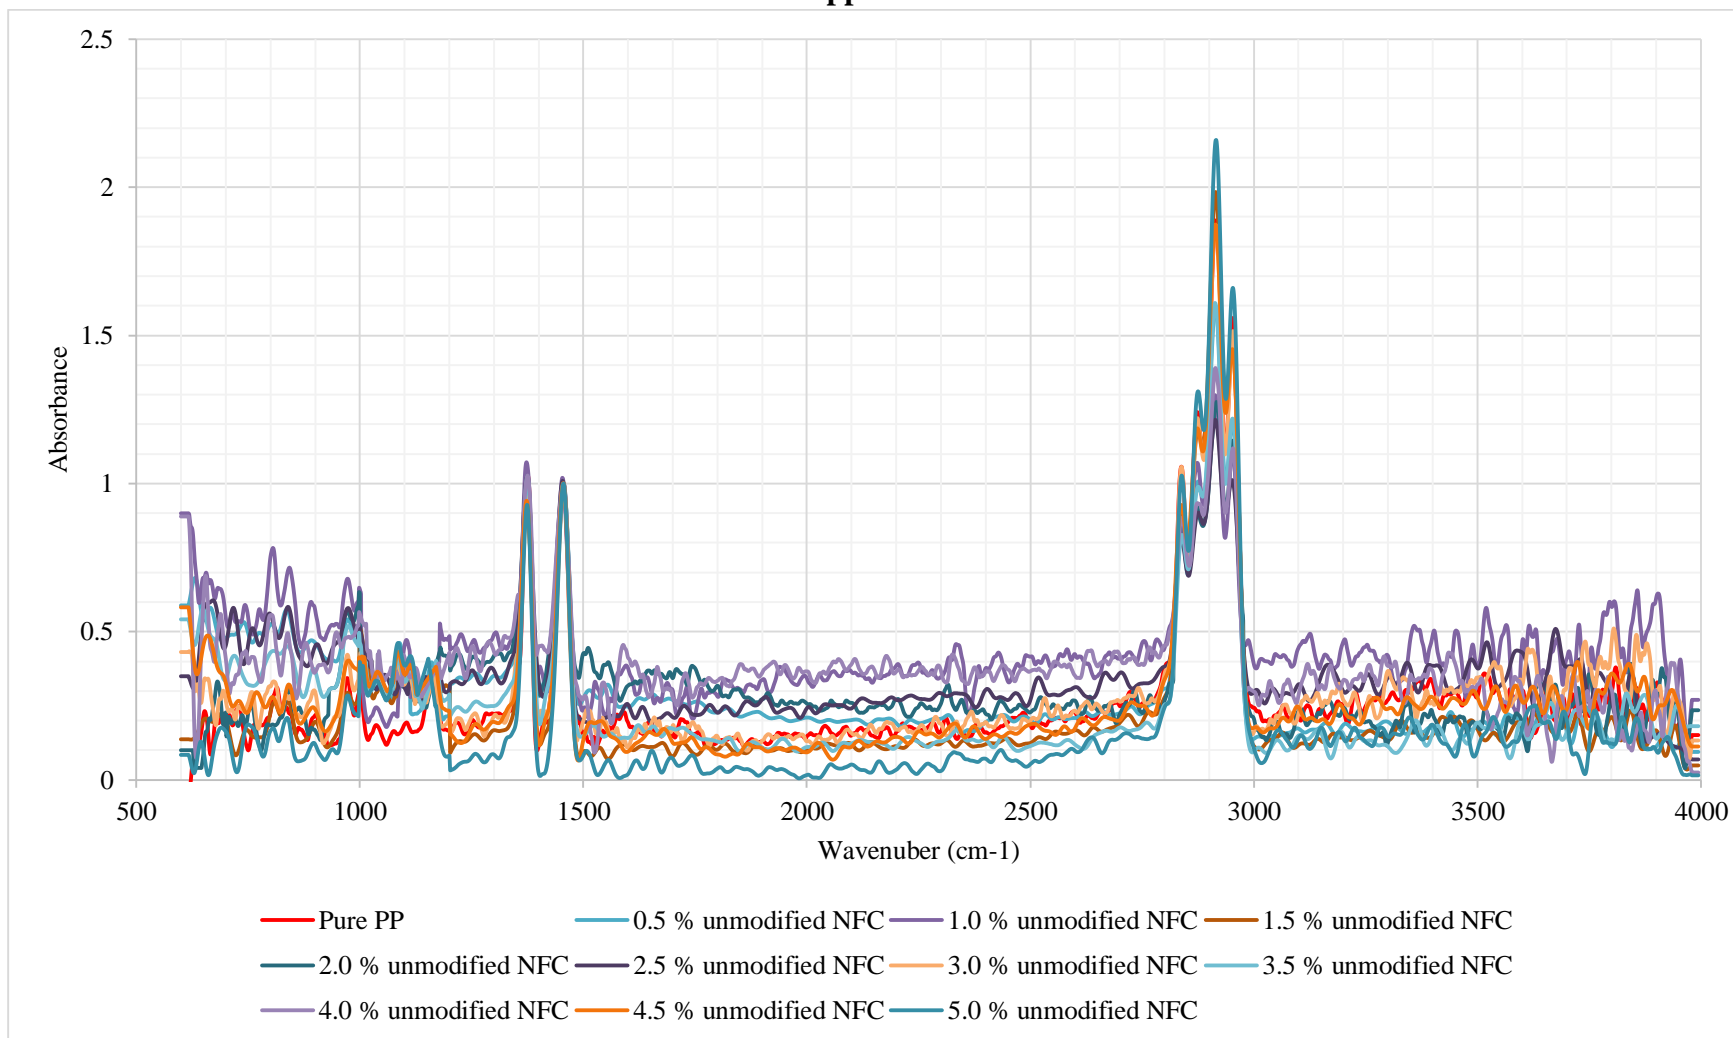 pp
2.5
2
1.5
1
0.5
0
500 1000 1500 2000 2500 3000 3500 4000
Absorbance
Wavenuber (cm-1)
Pure PP 0.5 % unmodified NFC 1.0 % unmodified NFC 1.5 % unmodified NFC
2.0 % unmodified NFC 2.5 % unmodified NFC 3.0 % unmodified NFC 3.5 % unmodified NFC
4.0 % unmodified NFC 4.5 % unmodified NFC 5.0 % unmodified NFC